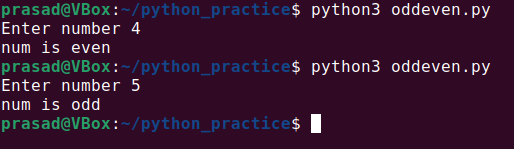 prasad@VBox:~/python_practice$ python3 oddeven.py
Enter number 4
num is even
prasad@VBox:~/python_practice$ python3 oddeven.py
Enter number 5
num is odd
prasad@VBox:~/python_practice$